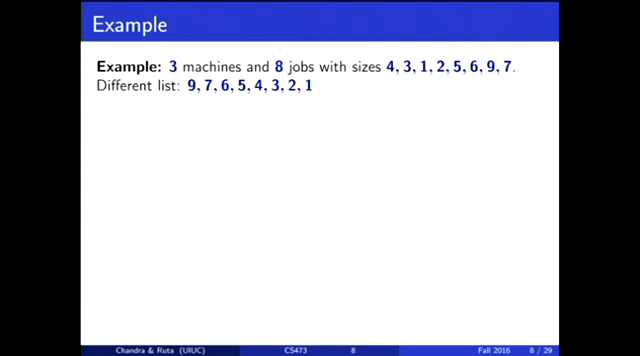 Example
Example: 3 machines and 8 jobs with sizes 4, 3, 1, 2, 5, 6, 9, 7.
Different list: 9, 7, 6, 5, 4, 3, 2, 1
Chandra & Ruta (UIUC) CS473 8 Fall 2016 8 / 29